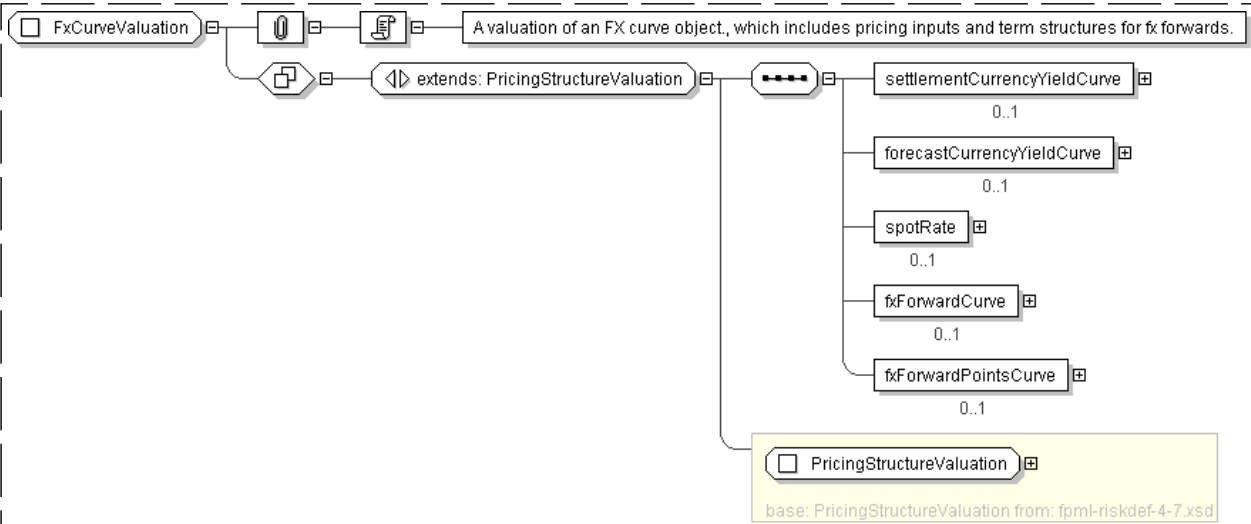 FxCurveValuation
A valuation of an FX curve object., which includes pricing inputs and term structures for fx forwards.
extends: PricingStructureValuation
settlementCurrencyYieldCurve
0..1
forecastCurrencyYieldCurve
0..1
spotRate
0..1
fxForwardCurve
0..1
fxForwardPointsCurve
0..1
PricingStructureValuation
base: PricingStructureValuation from: fpml-riskdef-4-7.xsd